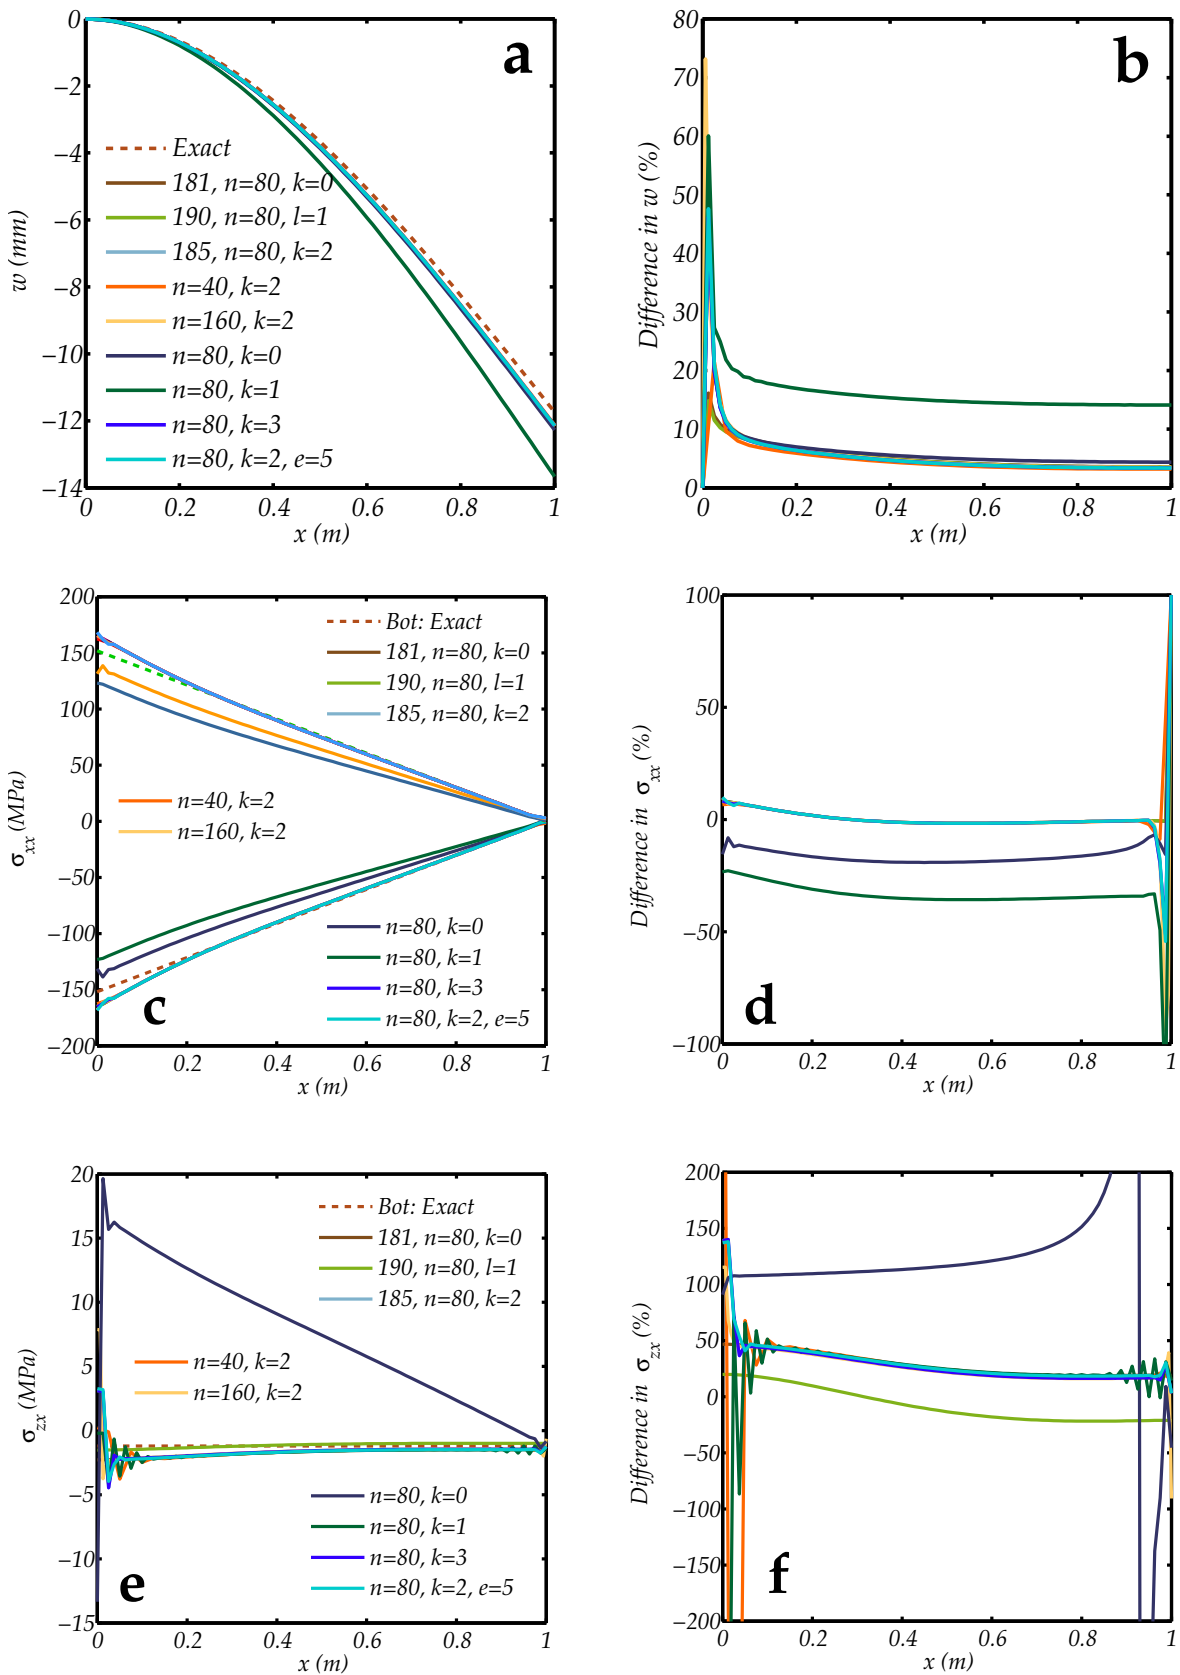 a
0
−2
−4
−6
−8
−10
−12
−14
w (mm)
Exact
181, n=80, k=0
190, n=80, l=1
185, n=80, k=2
n=40, k=2
n=160, k=2
n=80, k=0
n=80, k=1
n=80, k=3
n=80, k=2, e=5
0 0.2 0.4 0.6 0.8 1
x (m)
b
80
70
60
50
40
30
20
10
0
Difference in w (%)
0 0.2 0.4 0.6 0.8 1
x (m)
200
150
100
50
0
−50
−100
−150
−200
σxx (MPa)
Bot: Exact
181, n=80, k=0
190, n=80, l=1
185, n=80, k=2
n=40, k=2
n=160, k=2
n=80, k=0
n=80, k=1
n=80, k=3
n=80, k=2, e=5
c
0 0.2 0.4 0.6 0.8 1
x (m)
100
50
0
−50
−100
Difference in σxx (%)
d
0 0.2 0.4 0.6 0.8 1
x (m)
20
15
10
5
0
−5
−10
−15
σzx (MPa)
Bot: Exact
181, n=80, k=0
190, n=80, l=1
185, n=80, k=2
n=40, k=2
n=160, k=2
n=80, k=0
n=80, k=1
n=80, k=3
n=80, k=2, e=5
e
0 0.2 0.4 0.6 0.8 1
x (m)
200
150
100
50
0
−50
−100
−150
−200
Difference in σzx (%)
f
0 0.2 0.4 0.6 0.8 1
x (m)